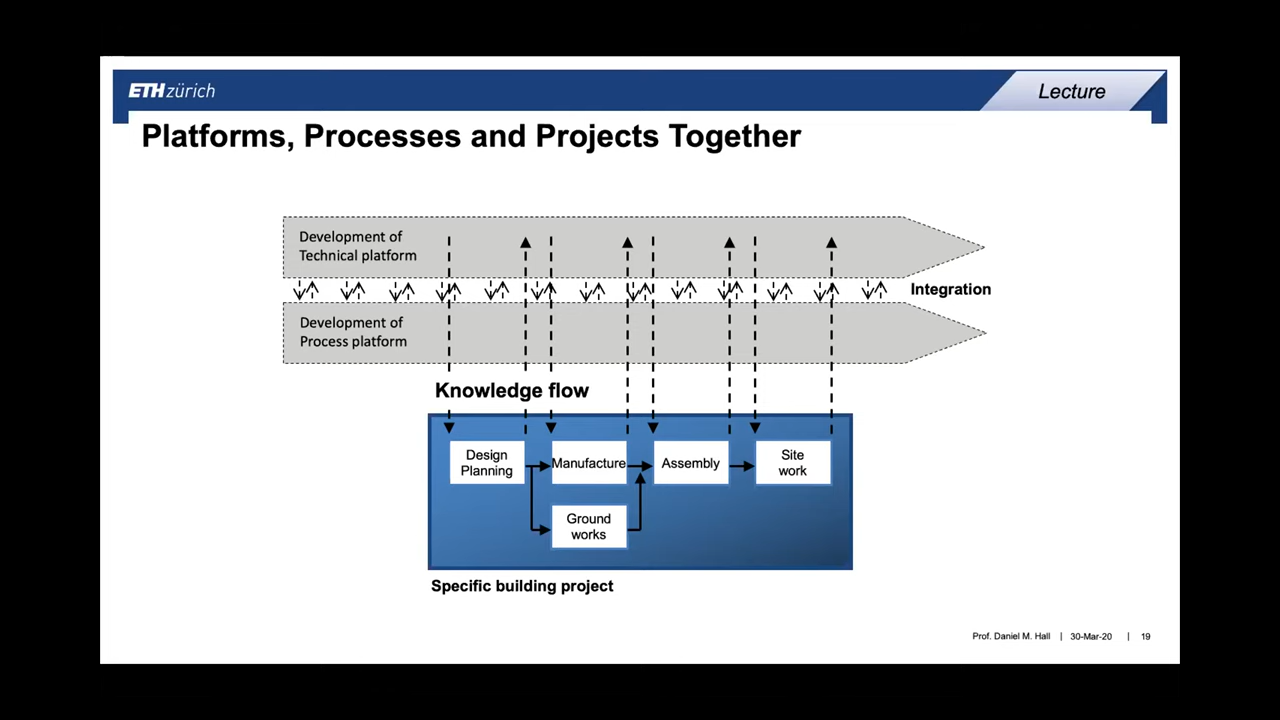 ETH zürich
Lecture
Platforms, Processes and Projects Together
Development of
Technical platform
Integration
Development of
Process platform
Knowledge flow
Design
Planning
Manufacture
Assembly
Site
work
Ground
works
Specific building project
Prof. Daniel M. Hall | 30-Mar-20 | 19